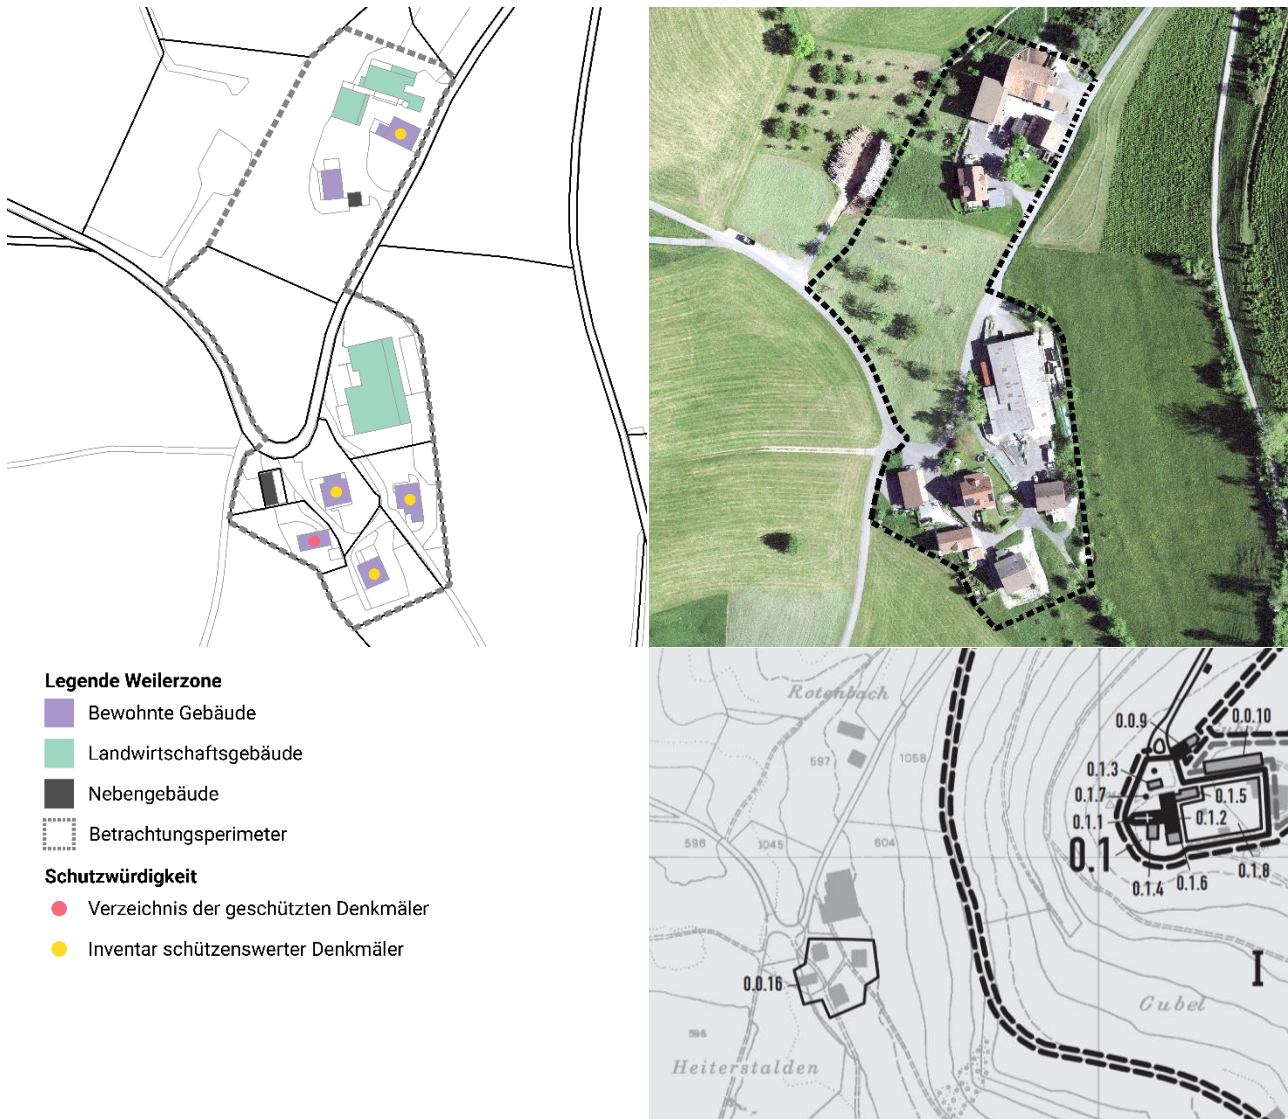 Legende Weilerzone
Bewohnte Gebäude
Landwirtschaftsgebäude
Nebengebäude
Betrachtungsperimeter
Schutzwürdigkeit
Verzeichnis der geschützten Denkmäler
Inventar schützenswerter Denkmäler
Rotenbach
597
1058
596
1045
604
0.0.9
0.0.10
Gubel
0.1.3
0.1.7
0.1.5
0.1.1
0.1.2
0.1
0.1.4
0.1.6
0.1.8
0.0.16
I
Gubel
596
Heiterstalden